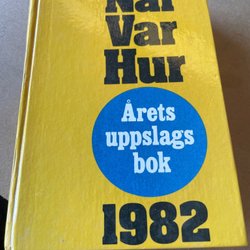 När
Var
Hur
Årets
uppslags
bok
1982